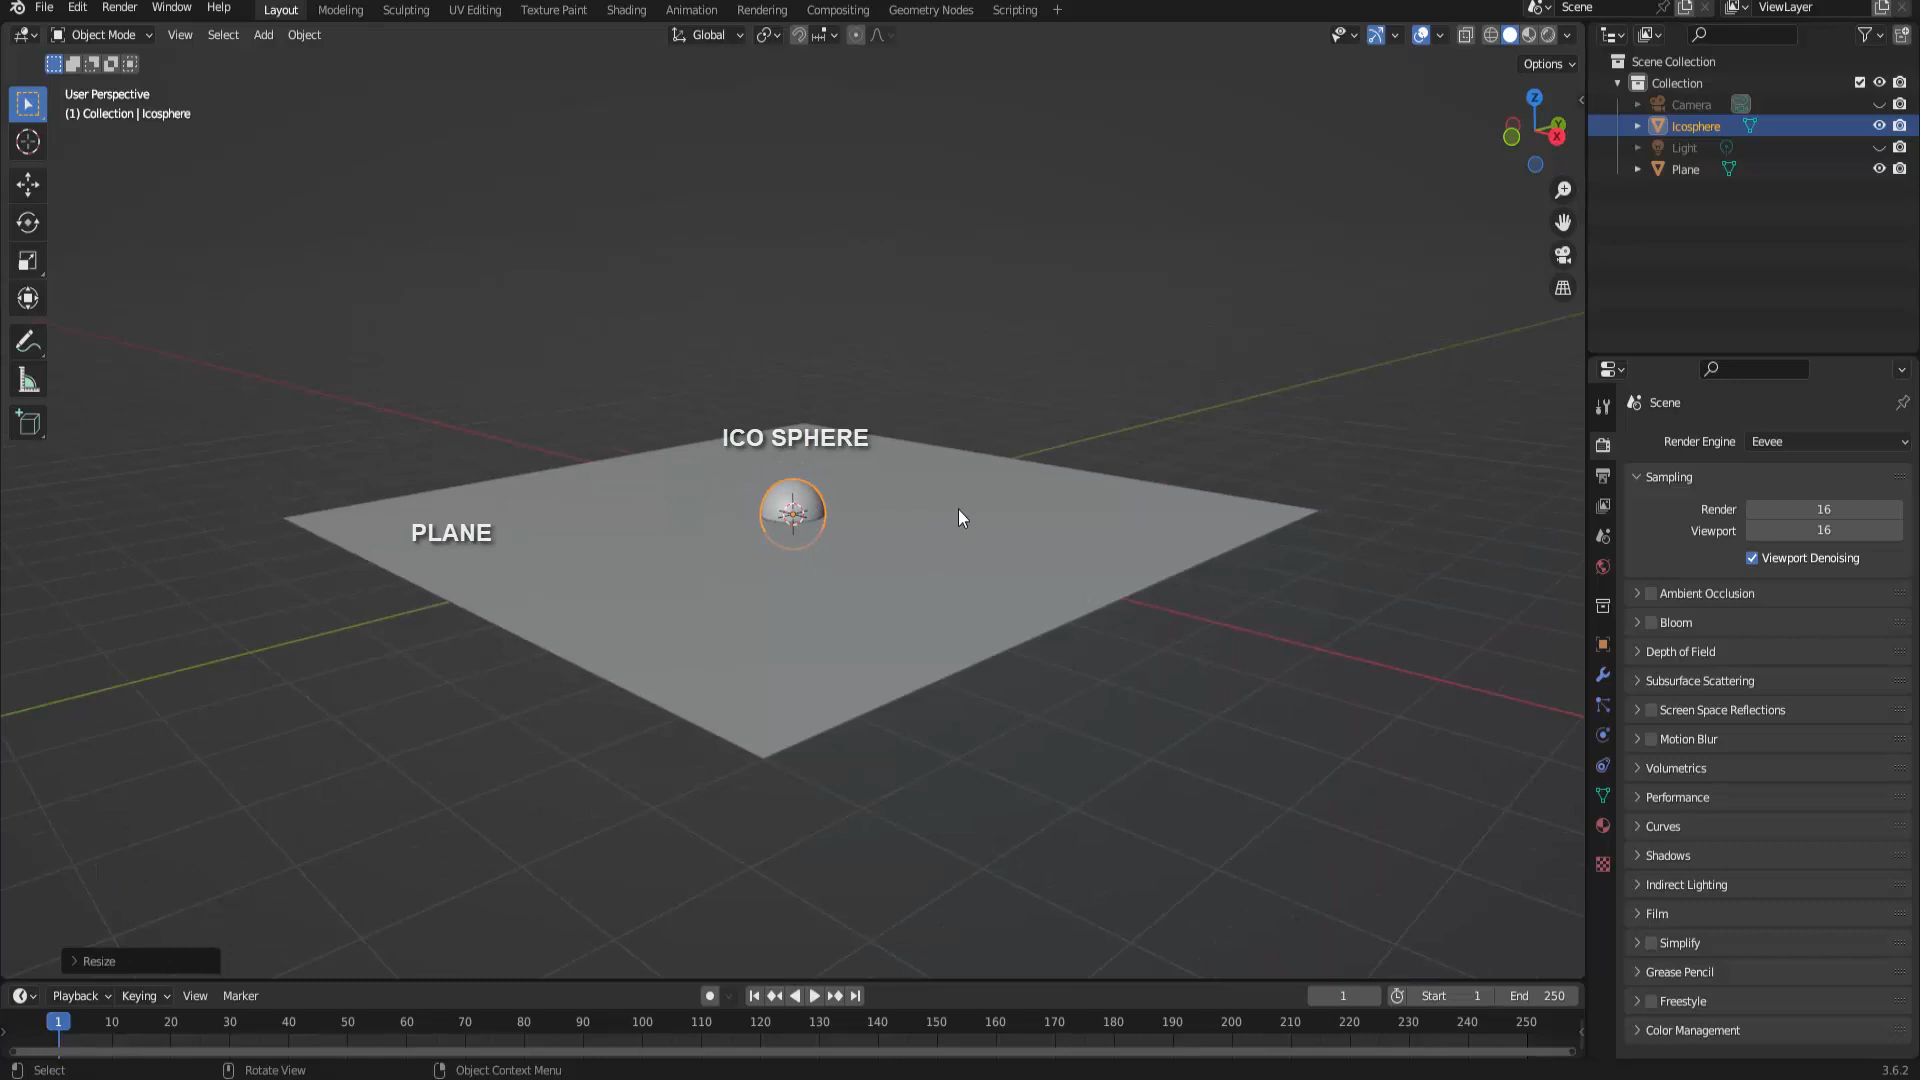 File Edit Render Window Help Layout Modeling Sculpting UV Editing Texture Paint Shading Animation Rendering Compositing Geometry Nodes Scripting + Scene ViewLayer
Object Mode View Select Add Object Global
Options
User Perspective
(1) Collection | Icosphere
Z
Y
X
Scene Collection
Collection
Camera
Icosphere
Light
Plane
ICO SPHERE
PLANE
Scene
Render Engine Eevee
Sampling
Render 16
Viewport 16
Viewport Denoising
Ambient Occlusion
Bloom
Depth of Field
Subsurface Scattering
Screen Space Reflections
Motion Blur
Volumetrics
Performance
Curves
Shadows
Indirect Lighting
Film
Simplify
Grease Pencil
Freestyle
Color Management
Resize
Playback Keying View Marker 1 Start 1 End 250
1 10 20 30 40 50 60 70 80 90 100 110 120 130 140 150 160 170 180 190 200 210 220 230 240 250
Select Rotate View Object Context Menu 3.6.2